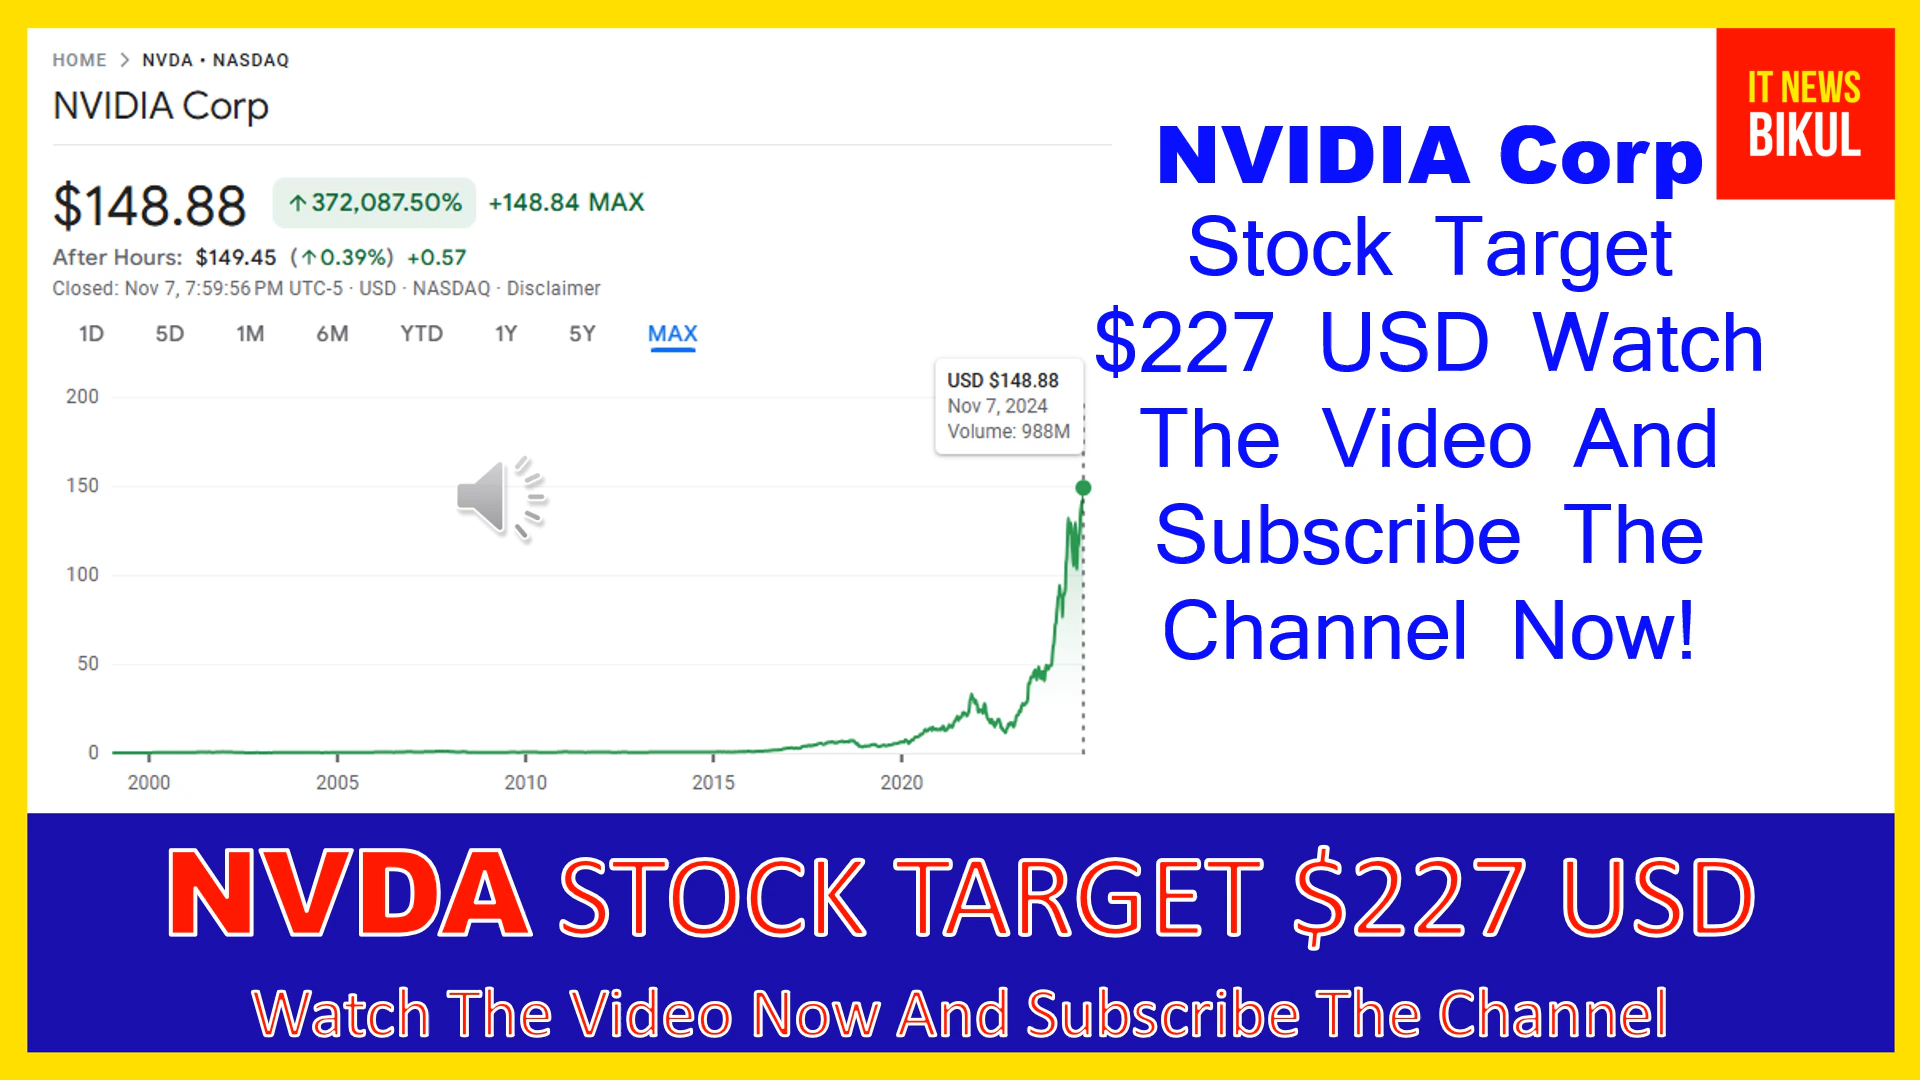 HOME > NVDA • NASDAQ
NVIDIA Corp
$148.88 ↑372,087.50% +148.84 MAX
After Hours: $149.45 (↑0.39%) +0.57
Closed: Nov 7, 7:59:56 PM UTC-5 · USD · NASDAQ · Disclaimer
1D 5D 1M 6M YTD 1Y 5Y MAX
USD $148.88
Nov 7, 2024
Volume: 988M
200
150
100
50
0
2000 2005 2010 2015 2020
NVIDIA Corp
Stock Target
$227 USD Watch
The Video And
Subscribe The
Channel Now!
IT NEWS
BIKUL
NVDA STOCK TARGET $227 USD
Watch The Video Now And Subscribe The Channel